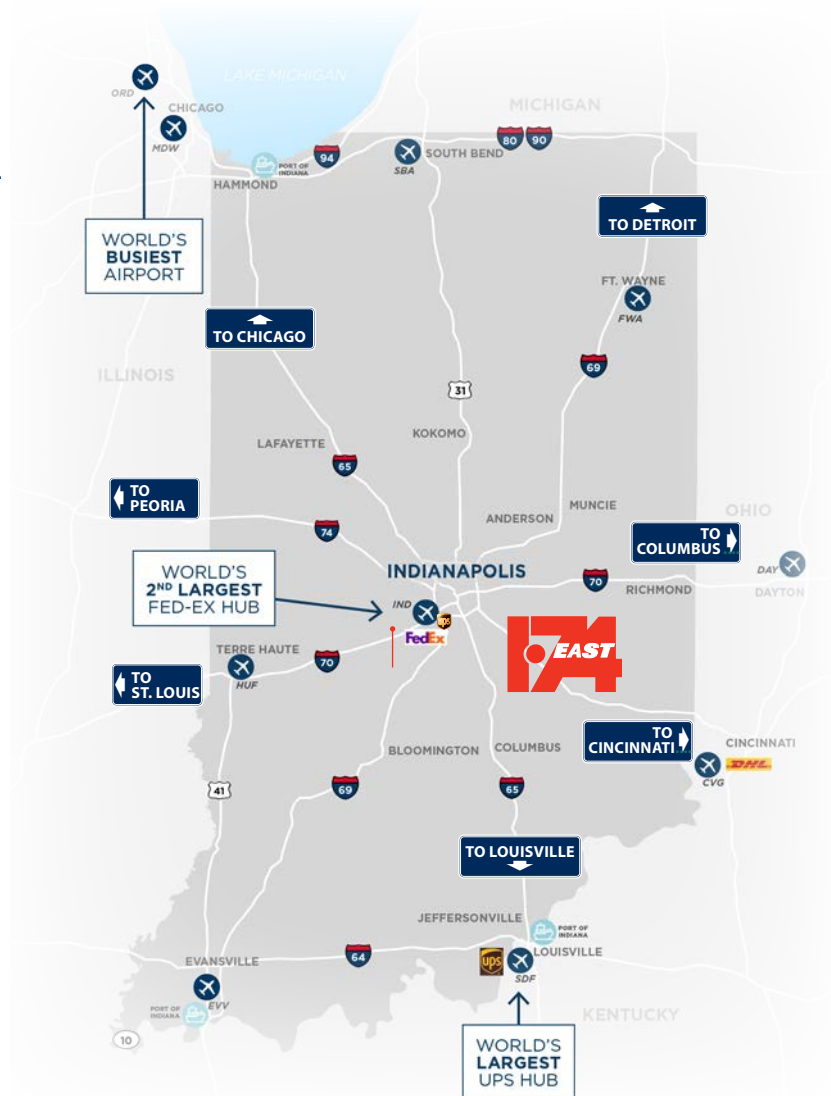 LAKE MICHIGAN
ORD
CHICAGO
MDW
MICHIGAN
80
90
94
SOUTH BEND
SBA
PORT OF
INDIANA
HAMMOND
TO DETROIT
WORLD'S
BUSIEST
AIRPORT
FT. WAYNE
FWA
TO CHICAGO
69
ILLINOIS
31
KOKOMO
LAFAYETTE
65
TO
PEORIA
MUNCIE
ANDERSON
OHIO
74
TO
COLUMBUS
WORLD'S
2ND LARGEST
FED-EX HUB
INDIANAPOLIS
70
RICHMOND
DAY
DAYTON
IND
ups
FedEx
I74
EAST
TERRE HAUTE
70
HUF
TO
ST. LOUIS
TO
CINCINNATI
CINCINNATI
BLOOMINGTON
COLUMBUS
CVG
DHL
41
69
65
TO LOUISVILLE
JEFFERSONVILLE
PORT OF
INDIANA
LOUISVILLE
ups
SDF
64
EVANSVILLE
EVV
PORT OF
INDIANA
10
KENTUCKY
WORLD'S
LARGEST
UPS HUB